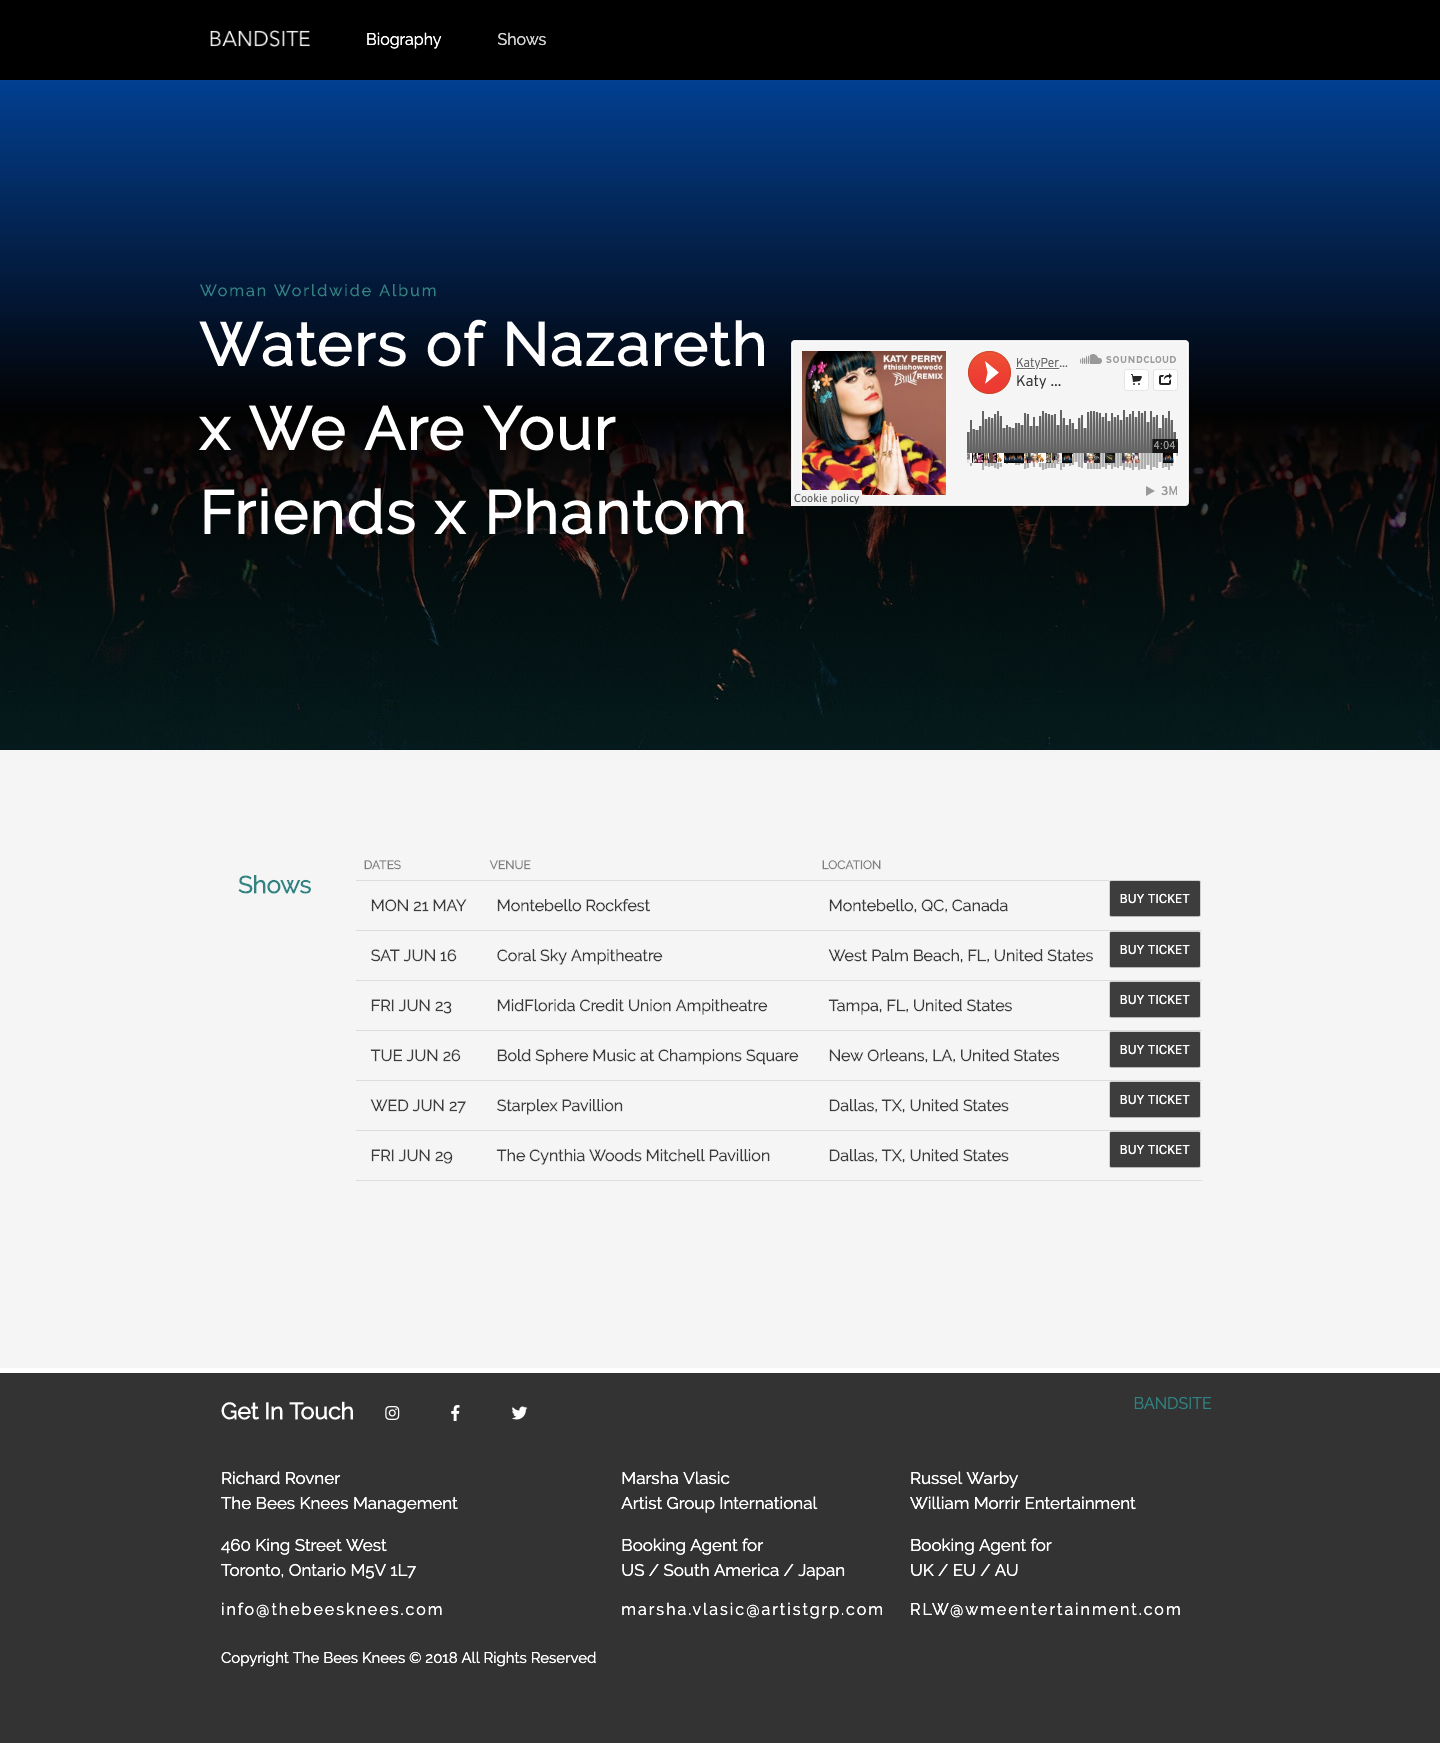 BANDSITE Biography Shows
Woman Worldwide Album
Waters of Nazareth
x We Are Your
Friends x Phantom
KATY PERRY
#thisishowwedo
BRILLZ REMIX
Cookie policy
KatyPer...
Katy ...
SOUNDCLOUD
4:04
3M
Shows
DATES VENUE LOCATION
MON 21 MAY Montebello Rockfest Montebello, QC, Canada BUY TICKET
SAT JUN 16 Coral Sky Ampitheatre West Palm Beach, FL, United States BUY TICKET
FRI JUN 23 MidFlorida Credit Union Ampitheatre Tampa, FL, United States BUY TICKET
TUE JUN 26 Bold Sphere Music at Champions Square New Orleans, LA, United States BUY TICKET
WED JUN 27 Starplex Pavillion Dallas, TX, United States BUY TICKET
FRI JUN 29 The Cynthia Woods Mitchell Pavillion Dallas, TX, United States BUY TICKET
Get In Touch
BANDSITE
Richard Rovner
The Bees Knees Management
460 King Street West
Toronto, Ontario M5V 1L7
info@thebeesknees.com
Marsha Vlasic
Artist Group International
Booking Agent for
US / South America / Japan
marsha.vlasic@artistgrp.com
Russel Warby
William Morrir Entertainment
Booking Agent for
UK / EU / AU
RLW@wmeentertainment.com
Copyright The Bees Knees © 2018 All Rights Reserved